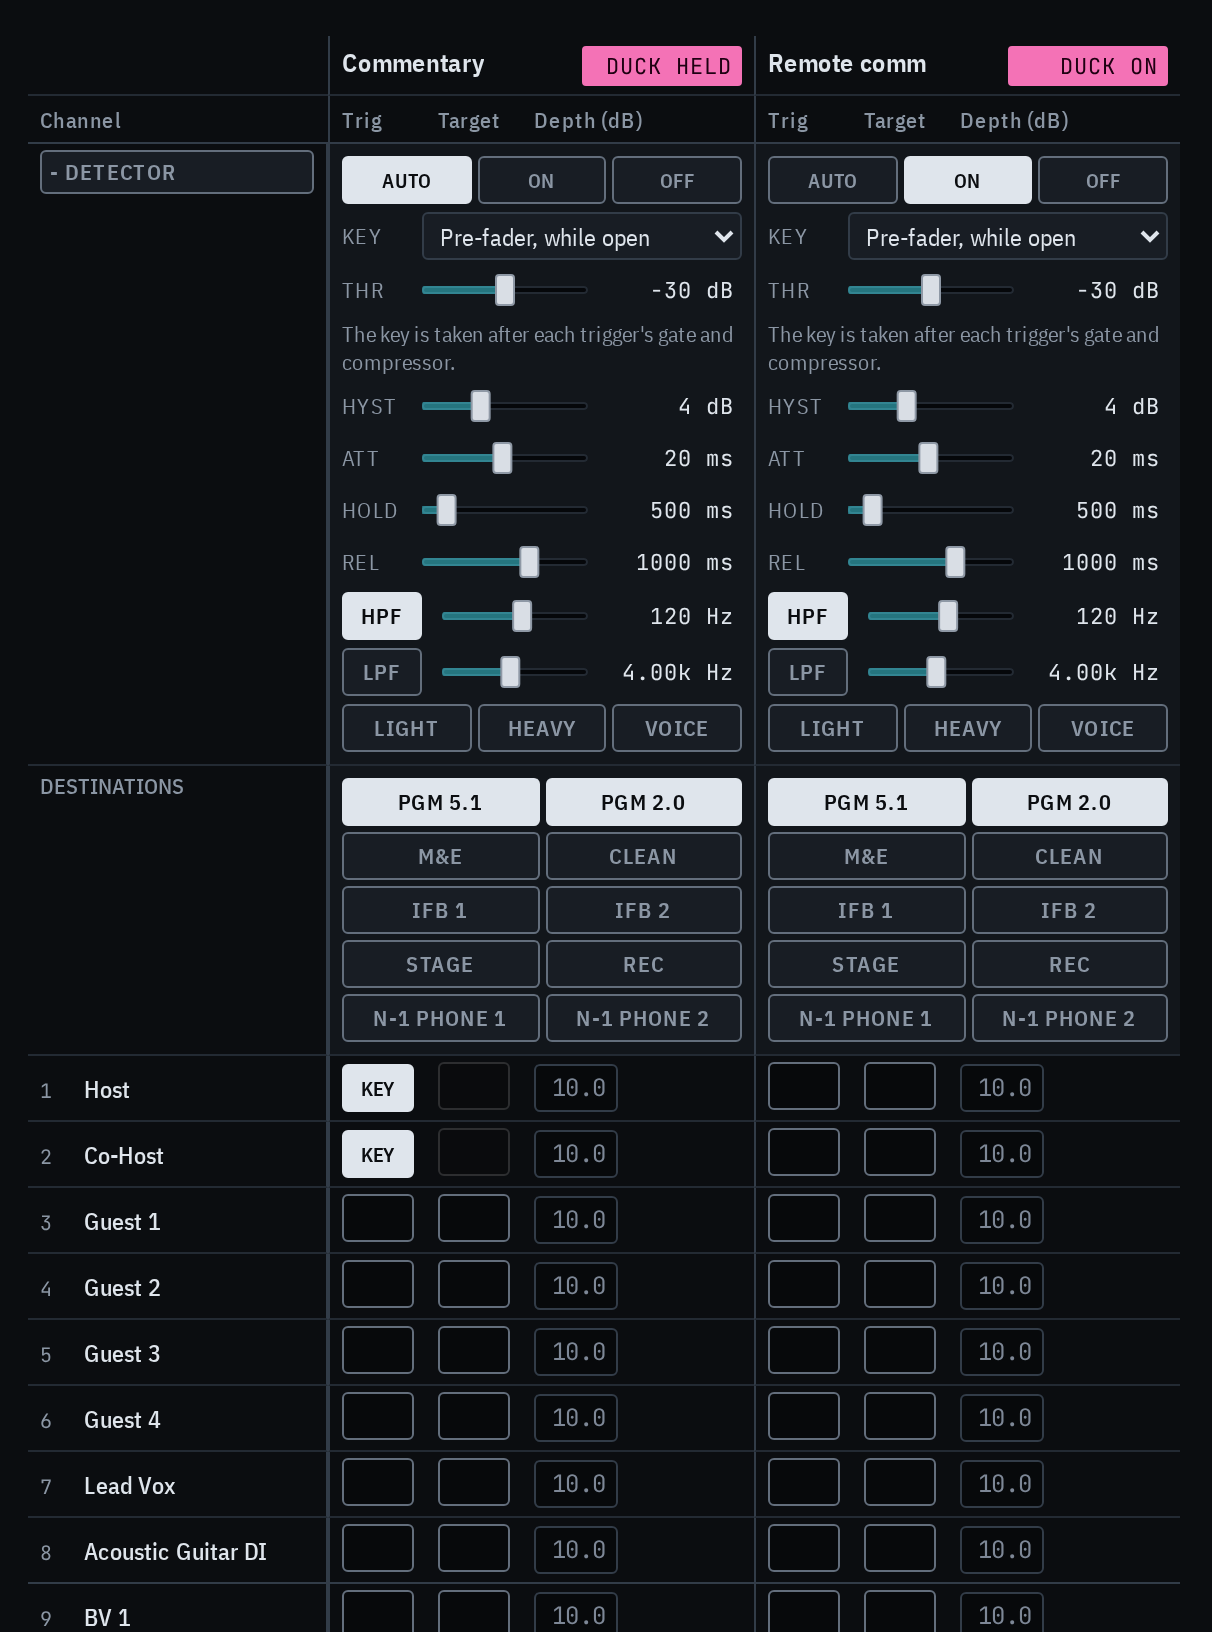 Commentary DUCK HELD Remote comm DUCK ON
Channel Trig Target Depth (dB) Trig Target Depth (dB)
- DETECTOR AUTO ON OFF AUTO ON OFF
KEY Pre-fader, while open KEY Pre-fader, while open
THR -30 dB THR -30 dB
The key is taken after each trigger's gate and The key is taken after each trigger's gate and
compressor. compressor.
HYST 4 dB HYST 4 dB
ATT 20 ms ATT 20 ms
HOLD 500 ms HOLD 500 ms
REL 1000 ms REL 1000 ms
HPF 120 Hz HPF 120 Hz
LPF 4.00k Hz LPF 4.00k Hz
LIGHT HEAVY VOICE LIGHT HEAVY VOICE
DESTINATIONS PGM 5.1 PGM 2.0 PGM 5.1 PGM 2.0
M&E CLEAN M&E CLEAN
IFB 1 IFB 2 IFB 1 IFB 2
STAGE REC STAGE REC
N-1 PHONE 1 N-1 PHONE 2 N-1 PHONE 1 N-1 PHONE 2
1 Host KEY 10.0 10.0
2 Co-Host KEY 10.0 10.0
3 Guest 1 10.0 10.0
4 Guest 2 10.0 10.0
5 Guest 3 10.0 10.0
6 Guest 4 10.0 10.0
7 Lead Vox 10.0 10.0
8 Acoustic Guitar DI 10.0 10.0
9 BV 1 10.0 10.0